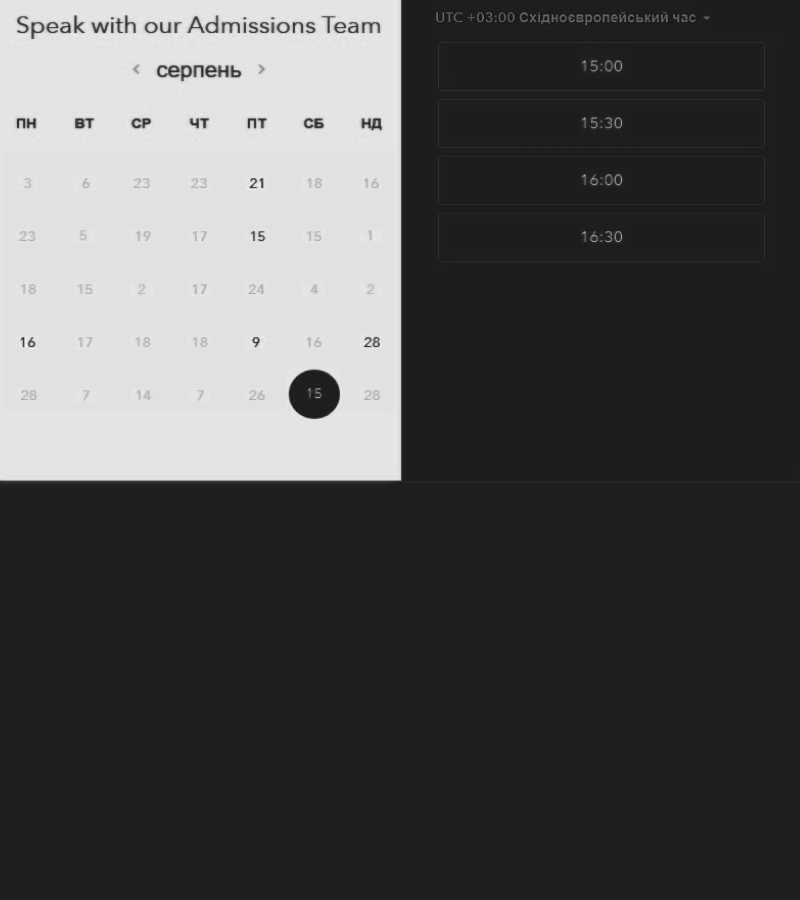 Speak with our Admissions Team
серпень
ПН ВТ СР ЧТ ПТ СБ НД
3 6 23 23 21 18 16
23 5 19 17 15 15 1
18 15 2 17 24 4 2
16 17 18 18 9 16 28
28 7 14 7 26 15 28
UTC +03:00 Східноєвропейський час
15:00
15:30
16:00
16:30